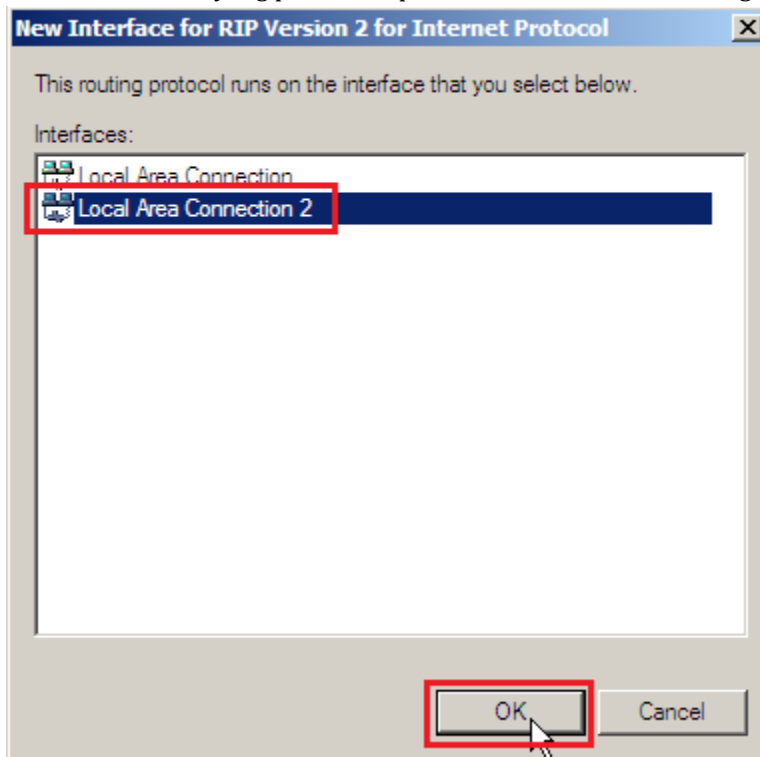 New Interface for RIP Version 2 for Internet Protocol
This routing protocol runs on the interface that you select below.
Interfaces:
Local Area Connection
Local Area Connection 2
OK
Cancel